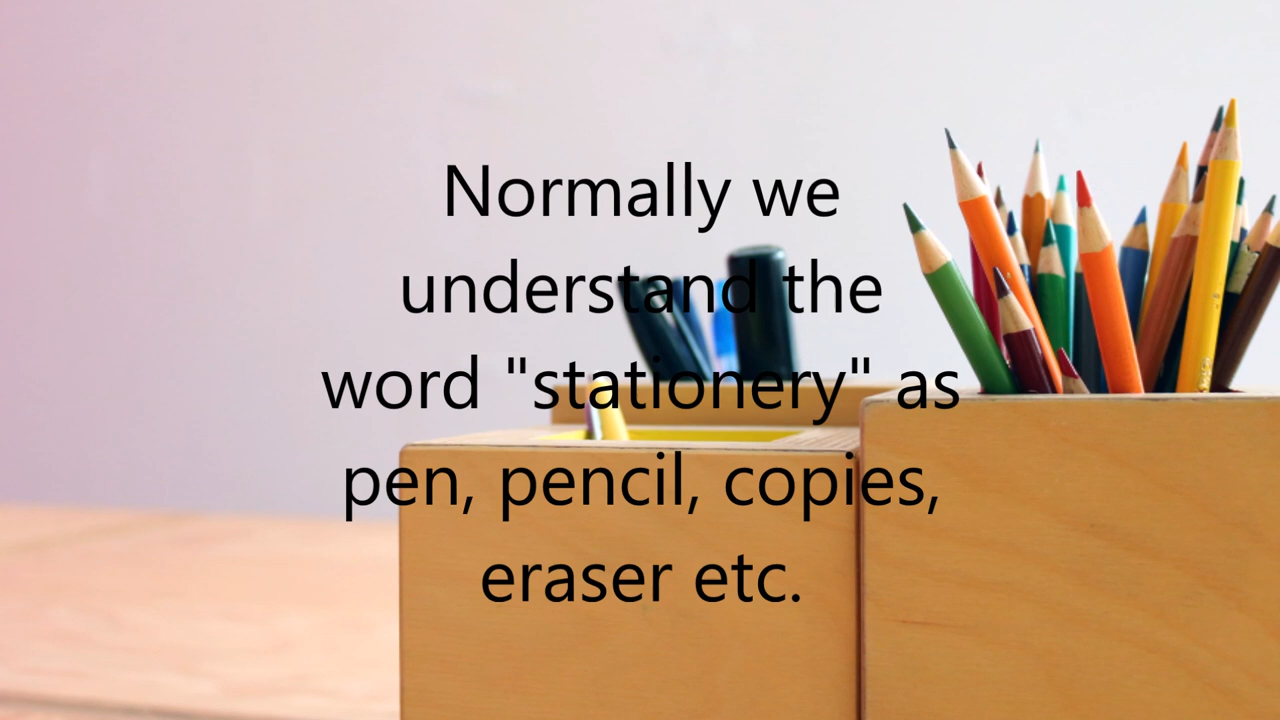 Normally we
understand the
word "stationery" as
pen, pencil, copies,
eraser etc.